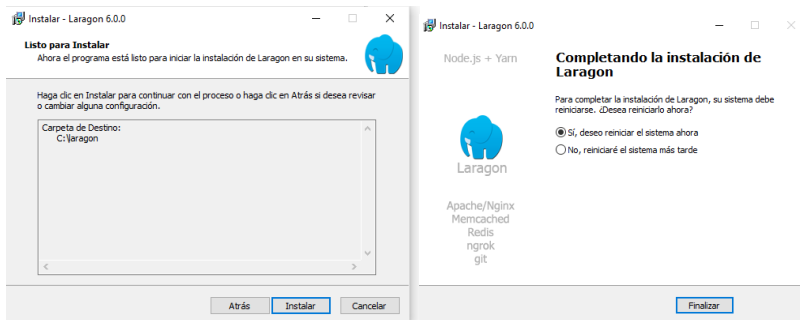 Instalar - Laragon 6.0.0
Listo para Instalar
Ahora el programa está listo para iniciar la instalación de Laragon en su sistema.
Haga clic en Instalar para continuar con el proceso o haga clic en Atrás si desea revisar
o cambiar alguna configuración.
Carpeta de Destino:
C:\laragon
Atrás
Instalar
Cancelar
Instalar - Laragon 6.0.0
Node.js + Yarn
Laragon
Apache/Nginx
Memcached
Redis
ngrok
git
Completando la instalación de
Laragon
Para completar la instalación de Laragon, su sistema debe
reiniciarse. ¿Desea reiniciarlo ahora?
Sí, deseo reiniciar el sistema ahora
No, reiniciaré el sistema más tarde
Finalizar